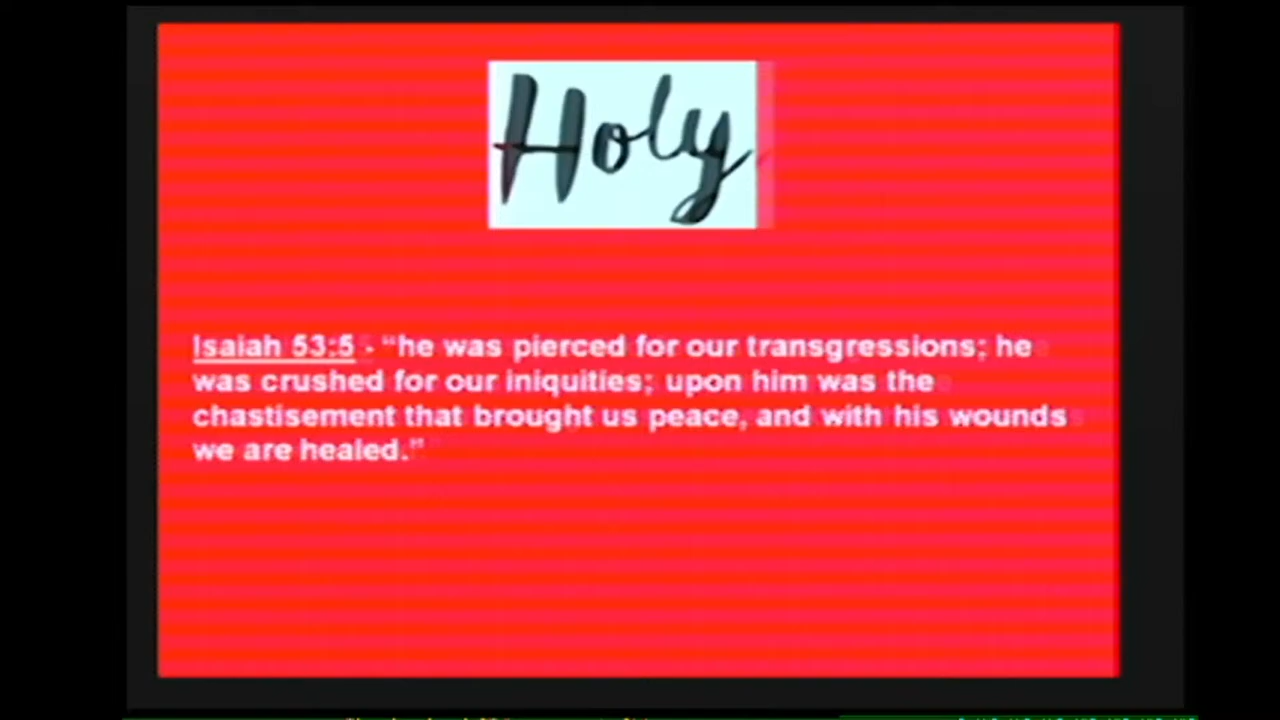 Holy
Isaiah 53:5 - “he was pierced for our transgressions; he
was crushed for our iniquities; upon him was the
chastisement that brought us peace, and with his wounds
we are healed.”